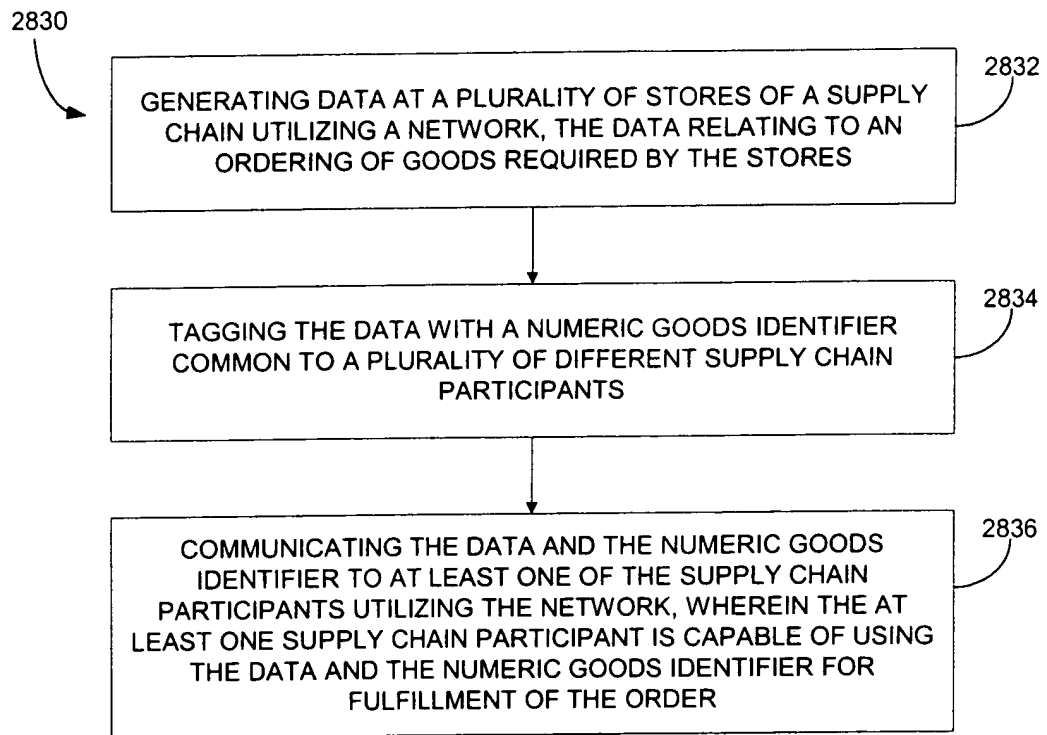 2830
2832
GENERATING DATA AT A PLURALITY OF STORES OF A SUPPLY
CHAIN UTILIZING A NETWORK, THE DATA RELATING TO AN
ORDERING OF GOODS REQUIRED BY THE STORES
2834
TAGGING THE DATA WITH A NUMERIC GOODS IDENTIFIER
COMMON TO A PLURALITY OF DIFFERENT SUPPLY CHAIN
PARTICIPANTS
2836
COMMUNICATING THE DATA AND THE NUMERIC GOODS
IDENTIFIER TO AT LEAST ONE OF THE SUPPLY CHAIN
PARTICIPANTS UTILIZING THE NETWORK, WHEREIN THE AT
LEAST ONE SUPPLY CHAIN PARTICIPANT IS CAPABLE OF USING
THE DATA AND THE NUMERIC GOODS IDENTIFIER FOR
FULFILLMENT OF THE ORDER